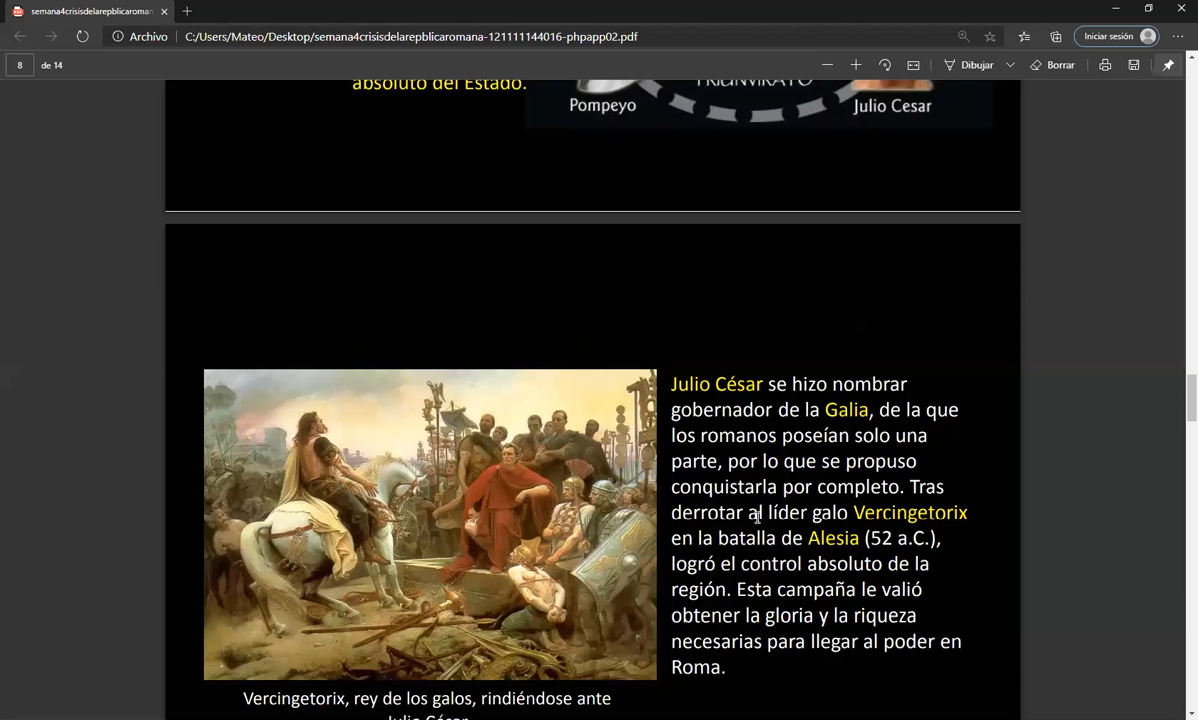 semana4crisisdelarepblicaroman
Archivo
C:/Users/Mateo/Desktop/semana4crisisdelarepblicaromana-121111144016-phpapp02.pdf
Iniciar sesión
8 de 14
Dibujar
Borrar
absoluto del Estado.
TRIUNVIRATO
Pompeyo
Julio Cesar
Julio César se hizo nombrar
gobernador de la Galia, de la que
los romanos poseían solo una
parte, por lo que se propuso
conquistarla por completo. Tras
derrotar al líder galo Vercingetorix
en la batalla de Alesia (52 a.C.),
logró el control absoluto de la
región. Esta campaña le valió
obtener la gloria y la riqueza
necesarias para llegar al poder en
Roma.
Vercingetorix, rey de los galos, rindiéndose ante
Julio César